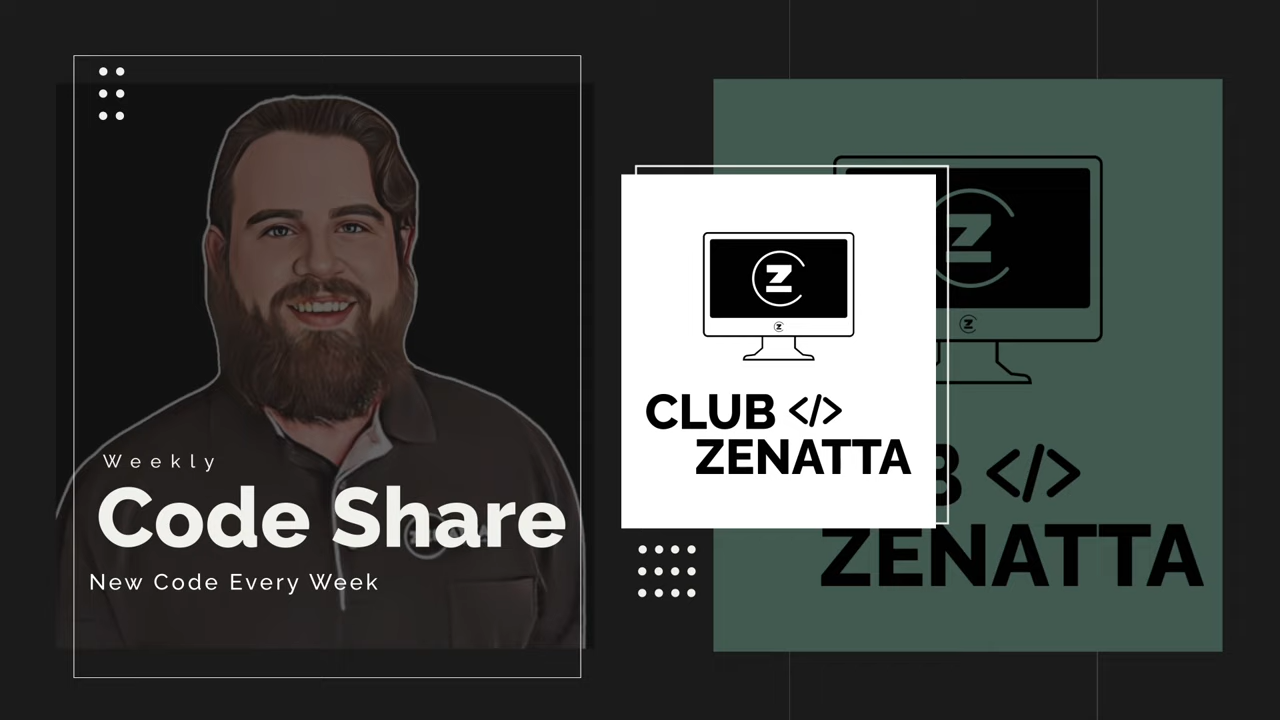 Weekly
Code Share
New Code Every Week
Z
Z
CLUB </>
ZENATTA
Z
Z
B </>
ZENATTA